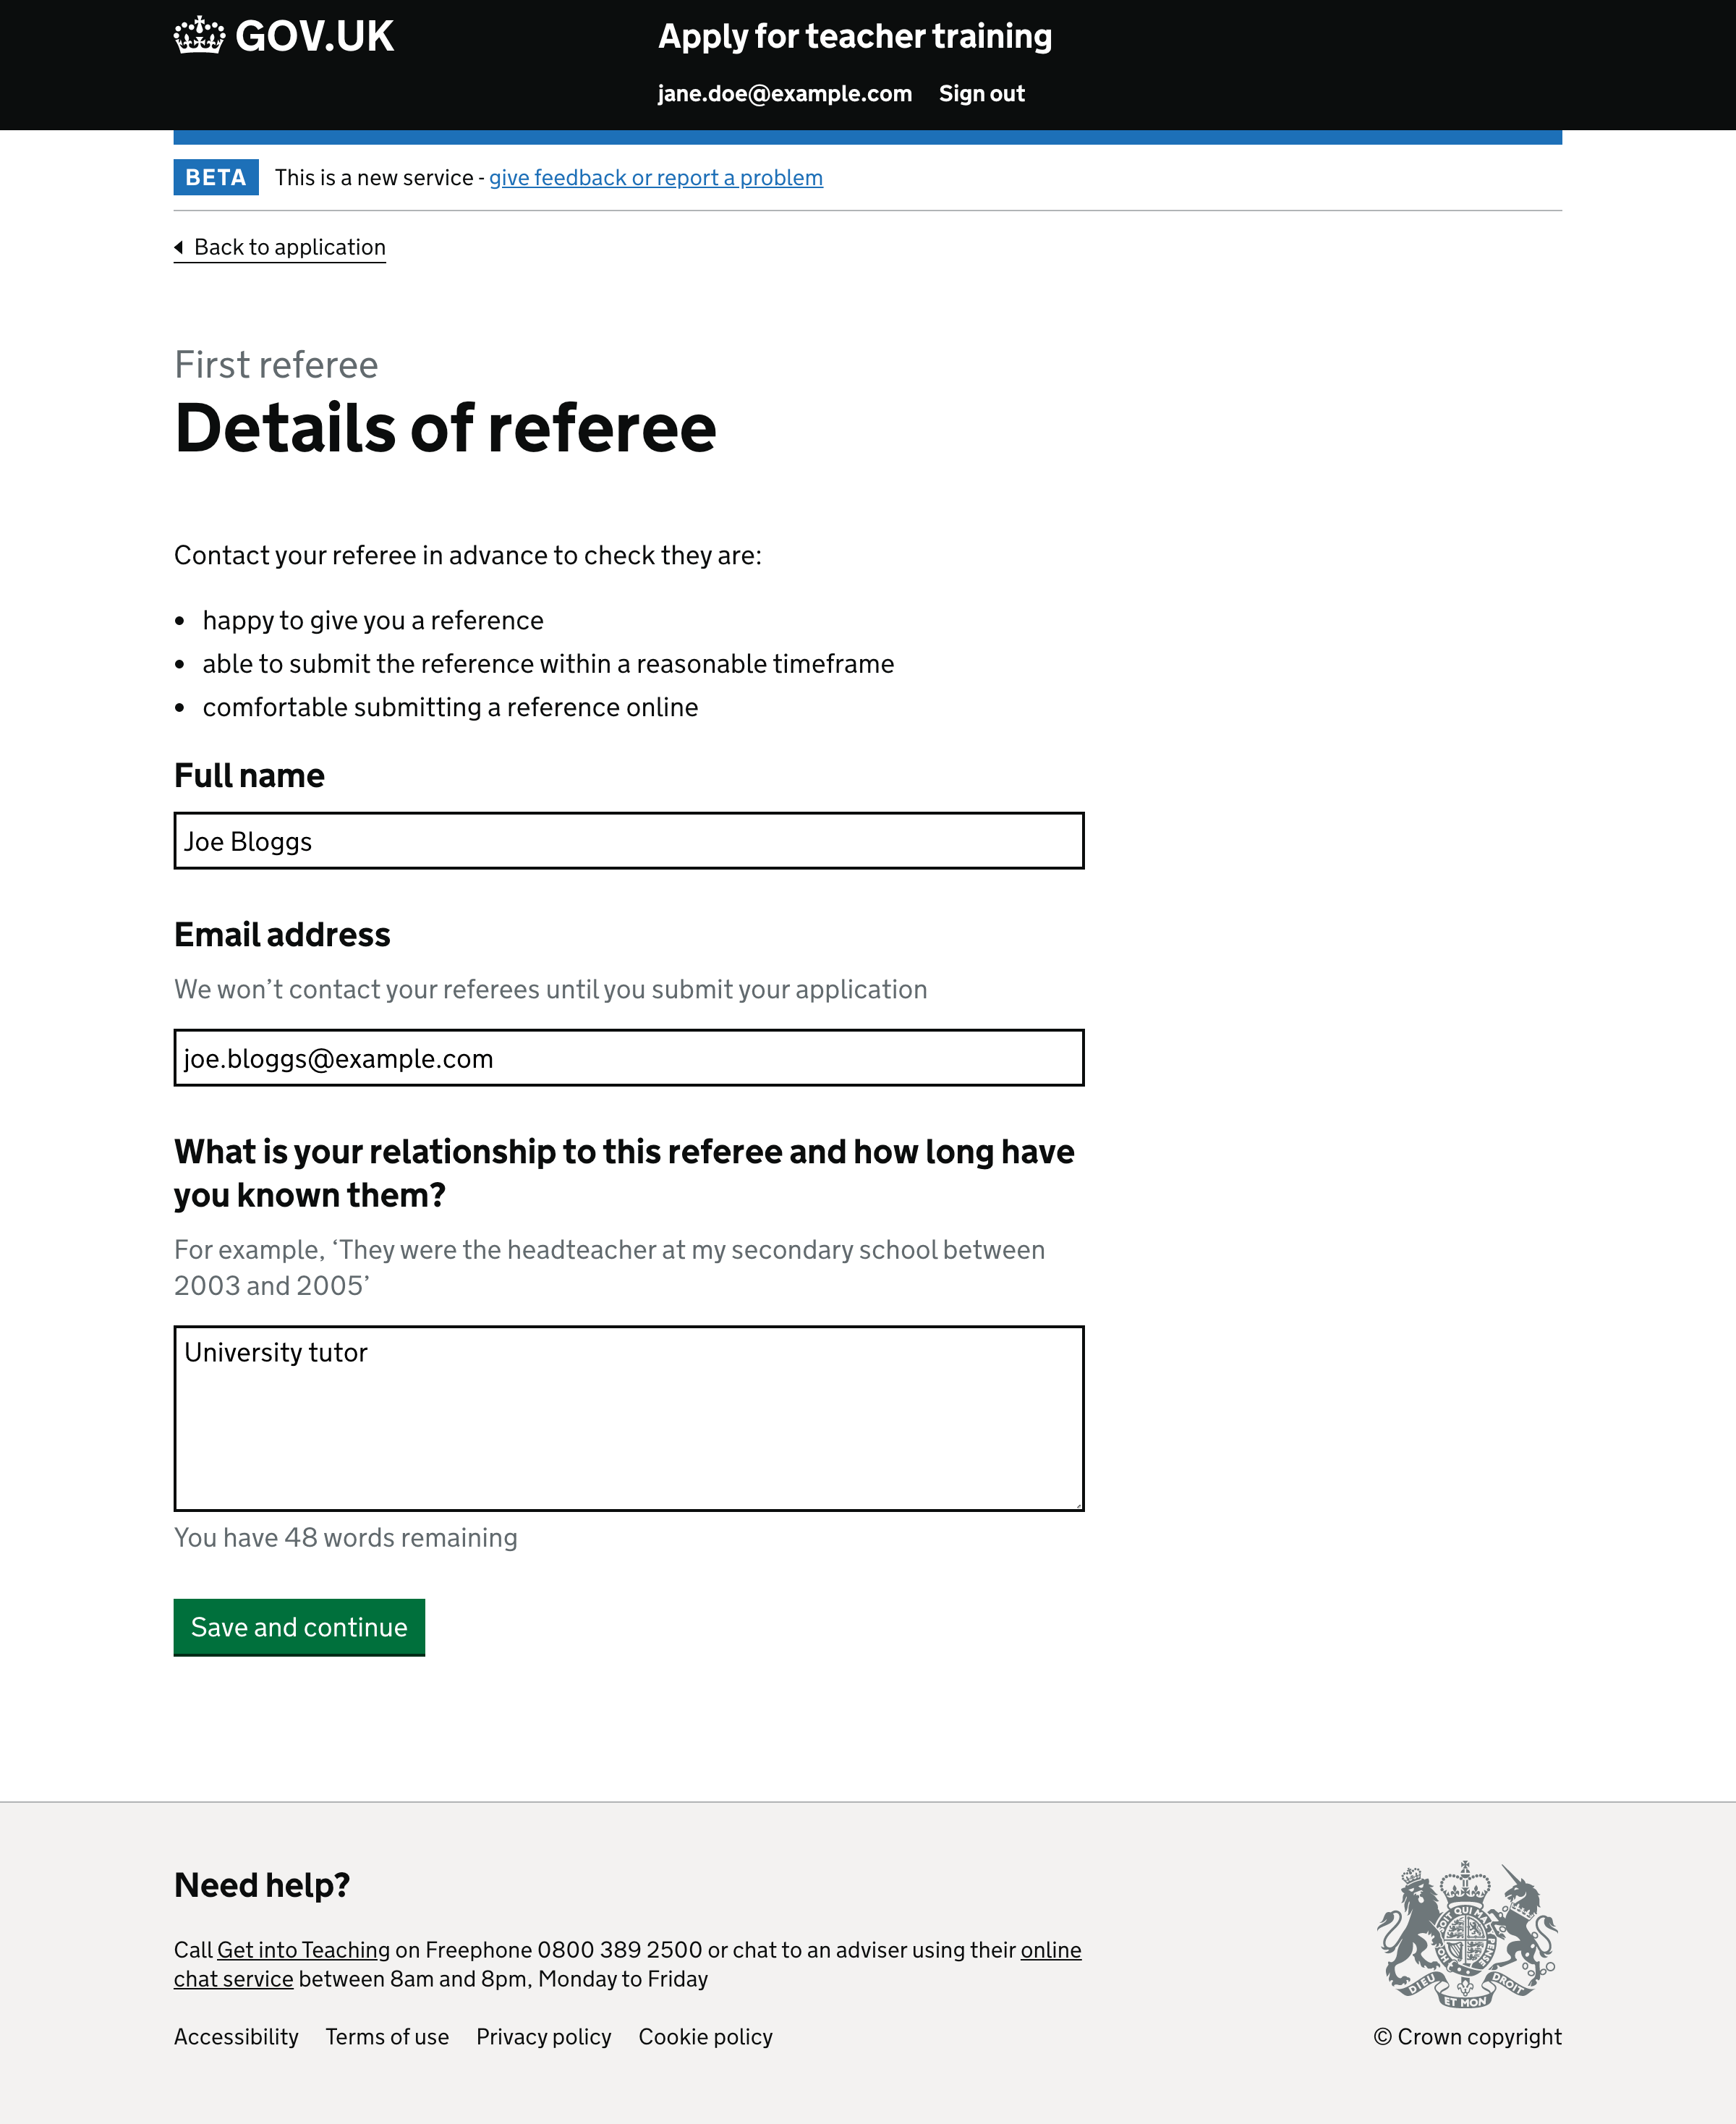 GOV.UK
Apply for teacher training
jane.doe@example.com Sign out
BETA This is a new service - give feedback or report a problem
Back to application
First referee
Details of referee
Contact your referee in advance to check they are:
• happy to give you a reference
• able to submit the reference within a reasonable timeframe
• comfortable submitting a reference online
Full name
Joe Bloggs
Email address
We won’t contact your referees until you submit your application
joe.bloggs@example.com
What is your relationship to this referee and how long have
you known them?
For example, ‘They were the headteacher at my secondary school between
2003 and 2005’
University tutor
You have 48 words remaining
Save and continue
Need help?
Call Get into Teaching on Freephone 0800 389 2500 or chat to an adviser using their online
chat service between 8am and 8pm, Monday to Friday
Accessibility Terms of use Privacy policy Cookie policy
DIEU ET MON DROIT
© Crown copyright